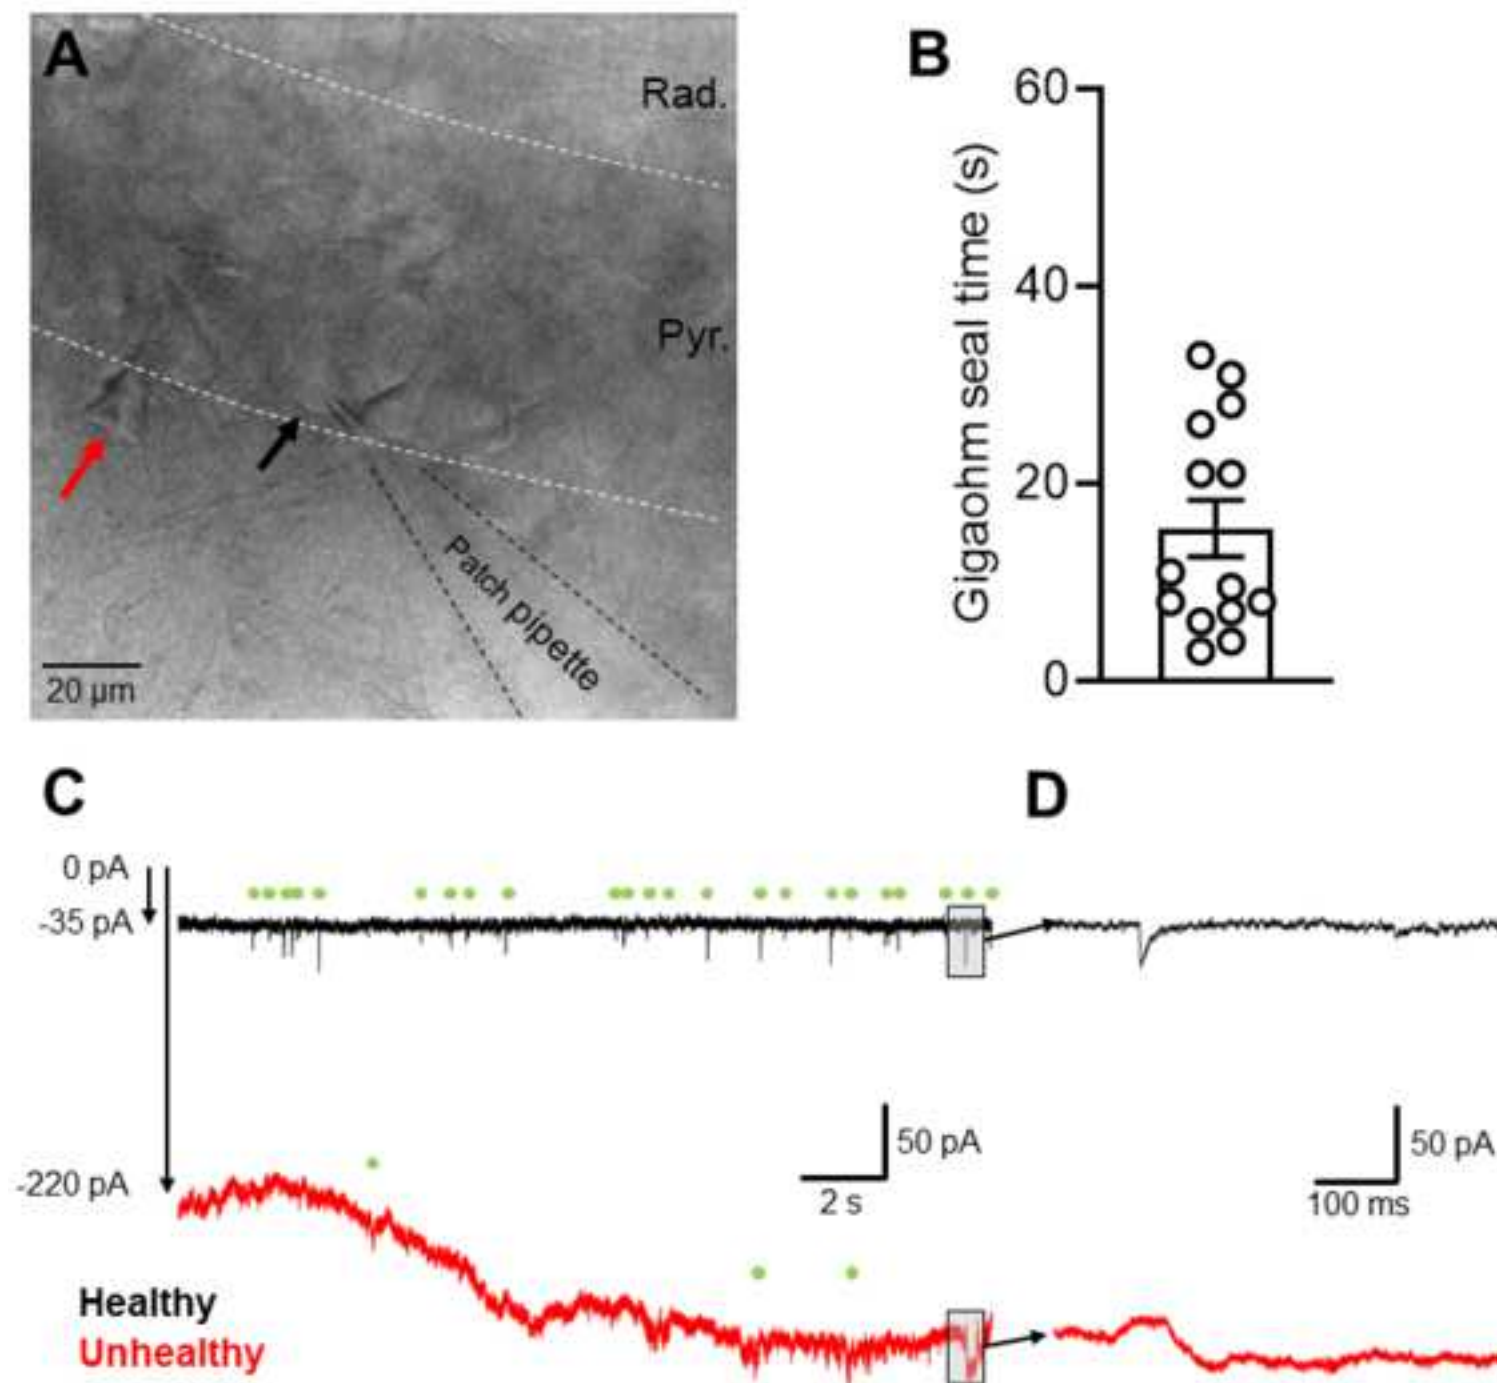 A
Rad.
Pyr.
Patch pipette
20 µm
B
Gigaohm seal time (s)
60
40
20
0
C
0 pA
-35 pA
-220 pA
50 pA
2 s
Healthy
Unhealthy
D
50 pA
100 ms